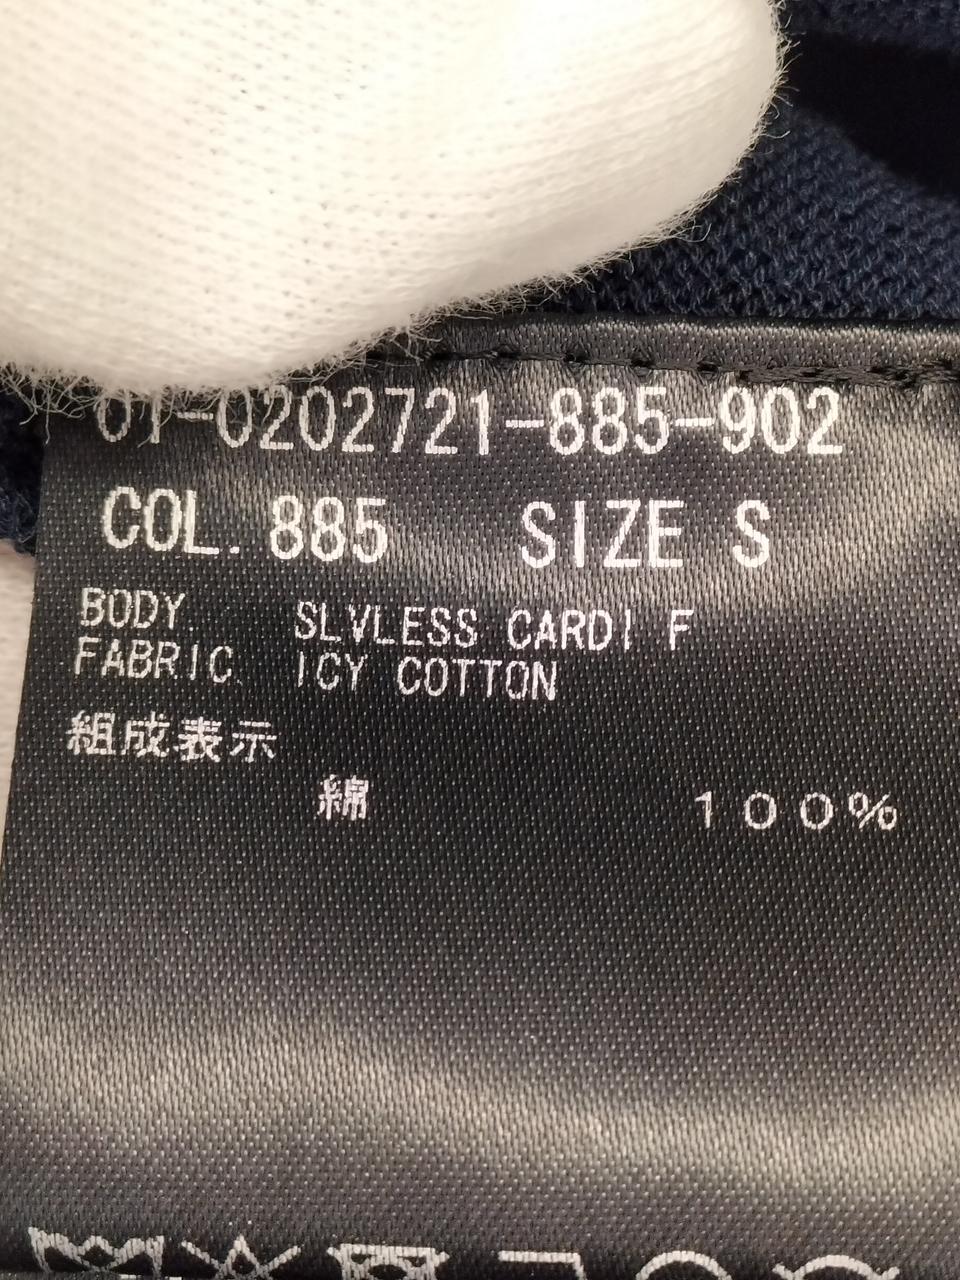 01-0202721-885-902
COL. 885 SIZE S
BODY. SLVLESS CARDI F
FABRIC. ICY COTTON
組成表示
綿 100%